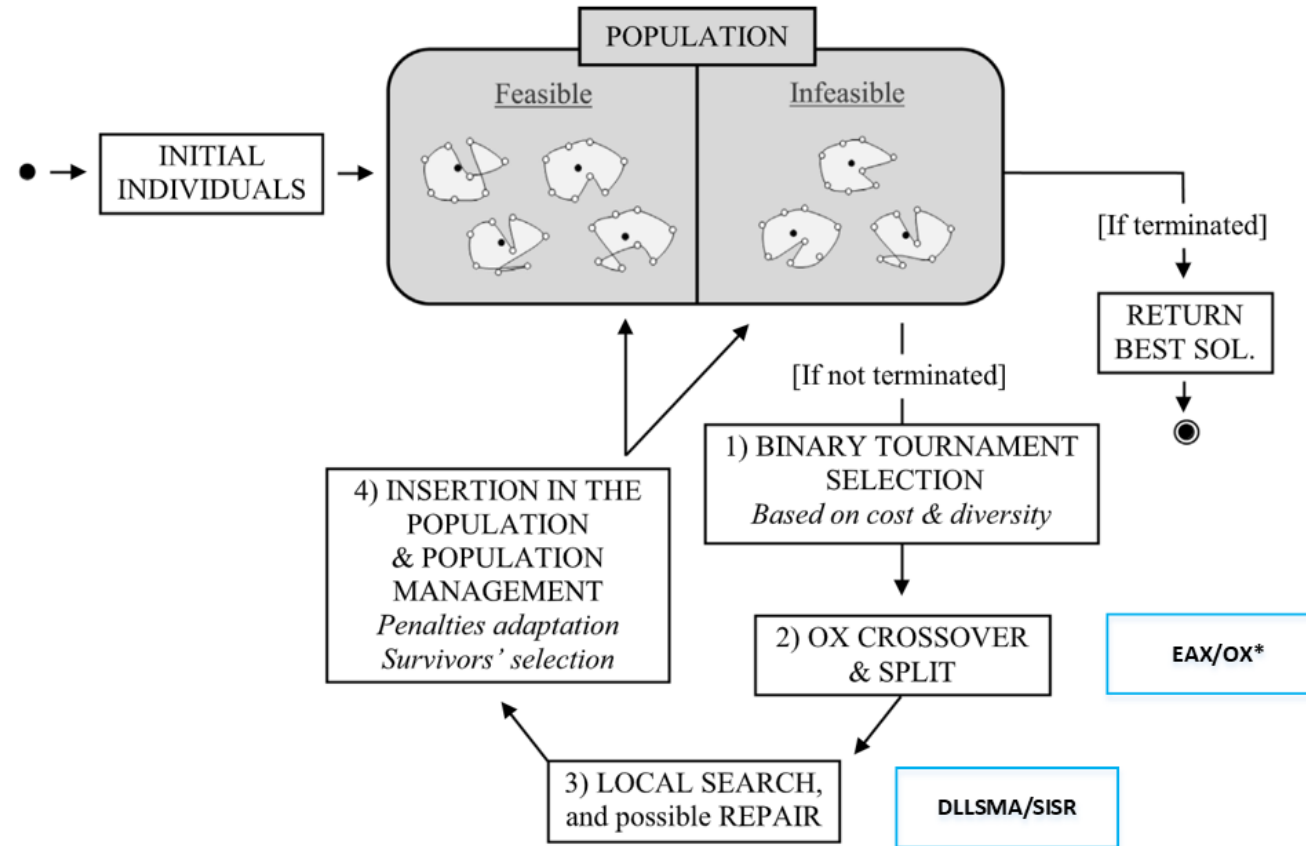 POPULATION
Feasible
Infeasible
INITIAL
INDIVIDUALS
[If terminated]
RETURN
BEST SOL.
[If not terminated]
1) BINARY TOURNAMENT
SELECTION
Based on cost & diversity
4) INSERTION IN THE
POPULATION
& POPULATION
MANAGEMENT
Penalties adaptation
Survivors’ selection
2) OX CROSSOVER
& SPLIT
EAX/OX*
3) LOCAL SEARCH,
and possible REPAIR
DLLSMA/SISR